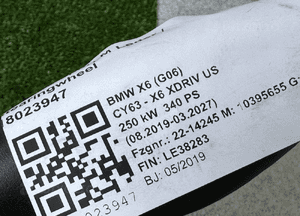 8023947
BMW X6 (G06)
CY63 - X6 XDRIV US
250 kW 340 PS
(08.2019-03.2027)
Fzgnr.: 22-14245 M: 10395655
FIN: LE38283
BJ: 05/2019
023947